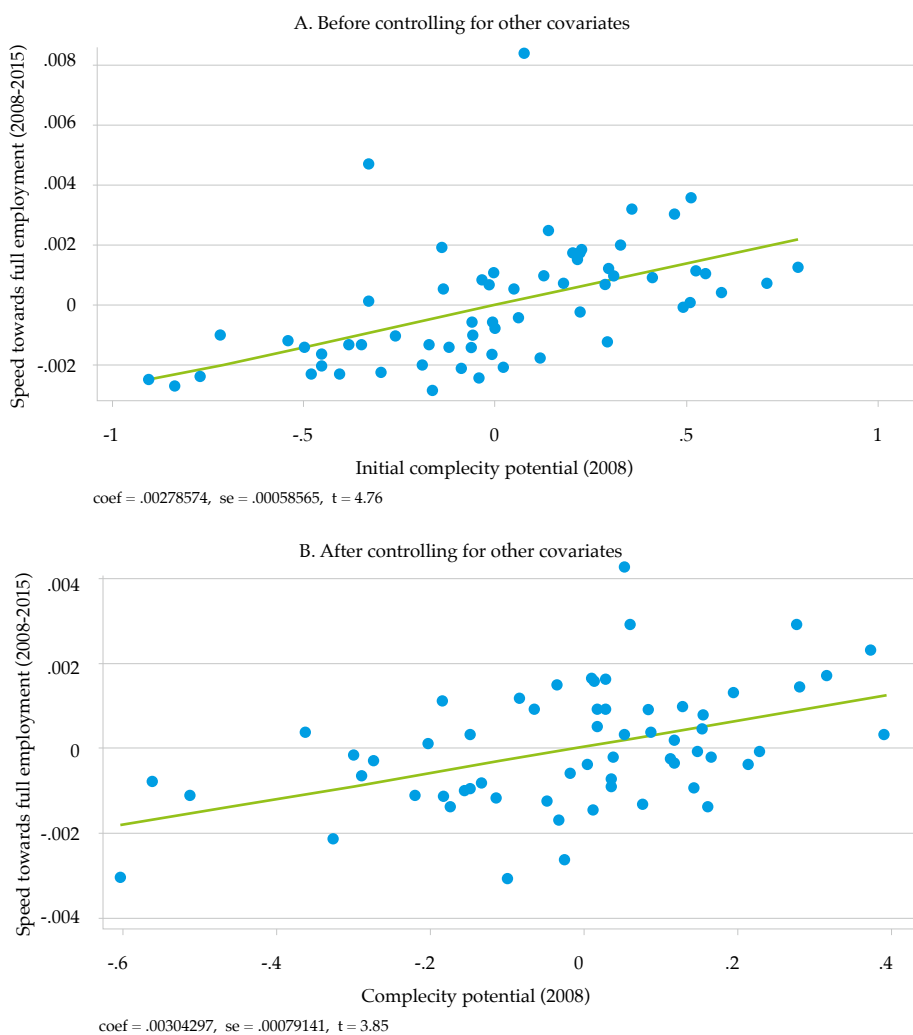 A. Before controlling for other covariates
Speed towards full employment (2008-2015)
.008
.006
.004
.002
0
-.002
-1
-.5
0
.5
1
Initial complecity potential (2008)
coef = .00278574, se = .00058565, t = 4.76
B. After controlling for other covariates
Speed towards full employment (2008-2015)
.004
.002
0
-.002
-.004
-.6
-.4
-.2
0
.2
.4
Complecity potential (2008)
coef = .00304297, se = .00079141, t = 3.85